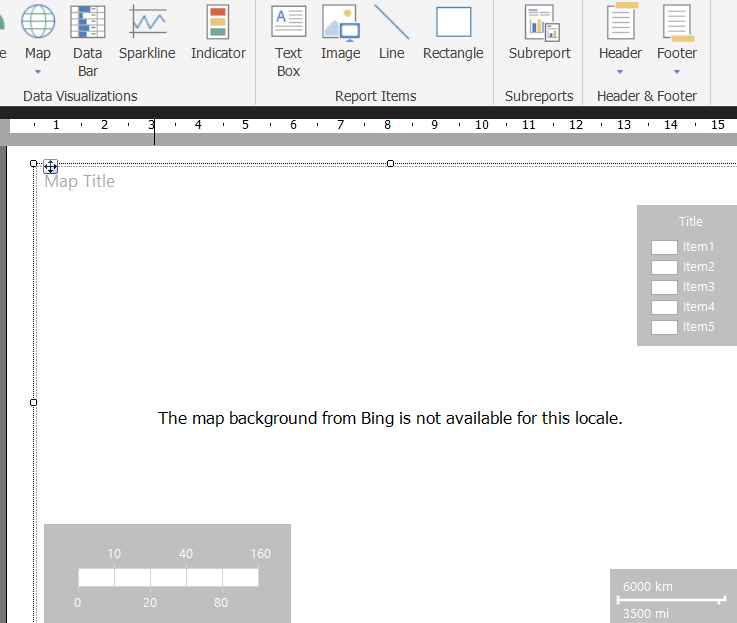 e Map Data Bar Sparkline Indicator Text Box Image Line Rectangle Subreport Header Footer
Data Visualizations Report Items Subreports Header & Footer
1 2 3 4 5 6 7 8 9 10 11 12 13 14 15
Map Title
Title
Item1
Item2
Item3
Item4
Item5
The map background from Bing is not available for this locale.
10 40 160
0 20 80
6000 km
3500 mi